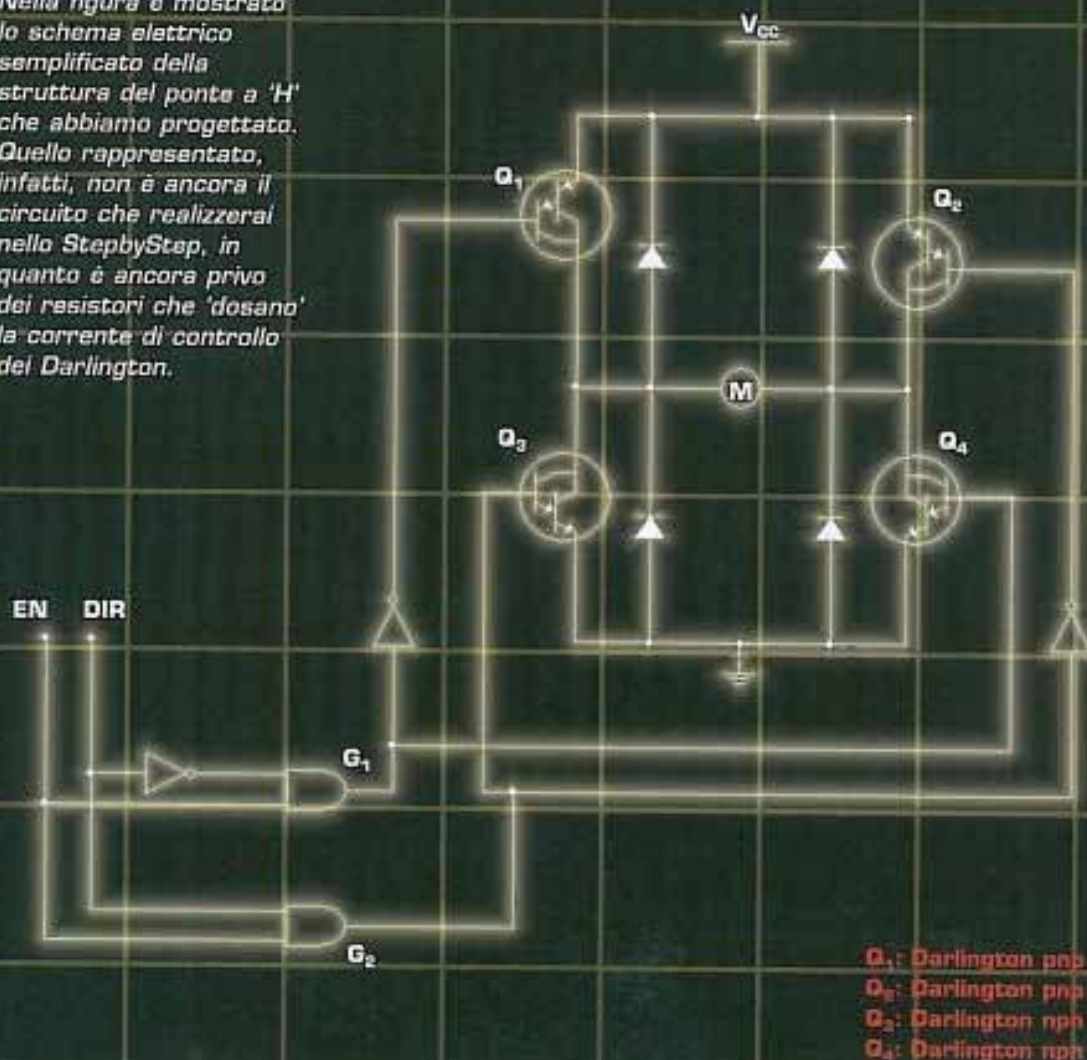 Nella figura è mostrato
lo schema elettrico
semplificato della
struttura del ponte a 'H'
che abbiamo progettato.
Quello rappresentato,
infatti, non è ancora il
circuito che realizzerai
nello StepbyStep, in
quanto è ancora privo
dei resistori che 'dosano'
la corrente di controllo
dei Darlington.
V_CC
Q₁
Q₂
M
Q₃
Q₄
EN DIR
G₁
G₂
Q₁: Darlington pnp
Q₂: Darlington pnp
Q₃: Darlington npn
Q₄: Darlington npn